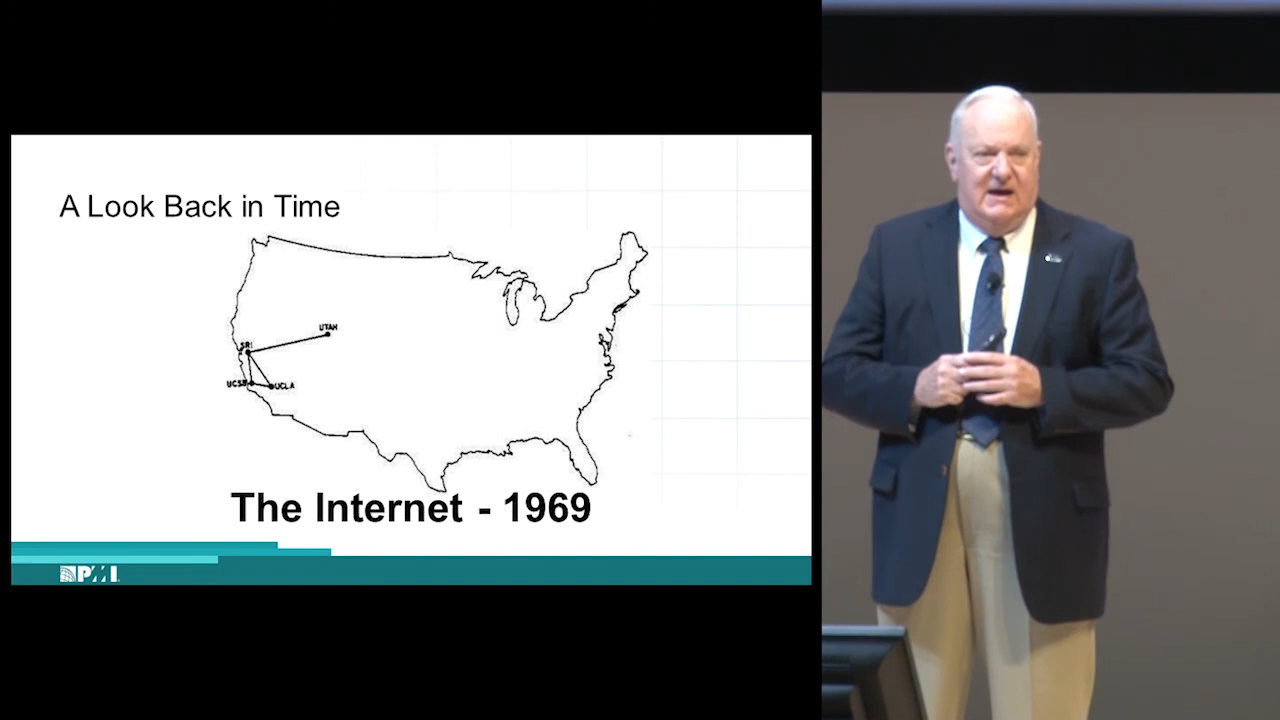 A Look Back in Time
UTAH
SRI
UCSB
UCLA
The Internet - 1969
PMI